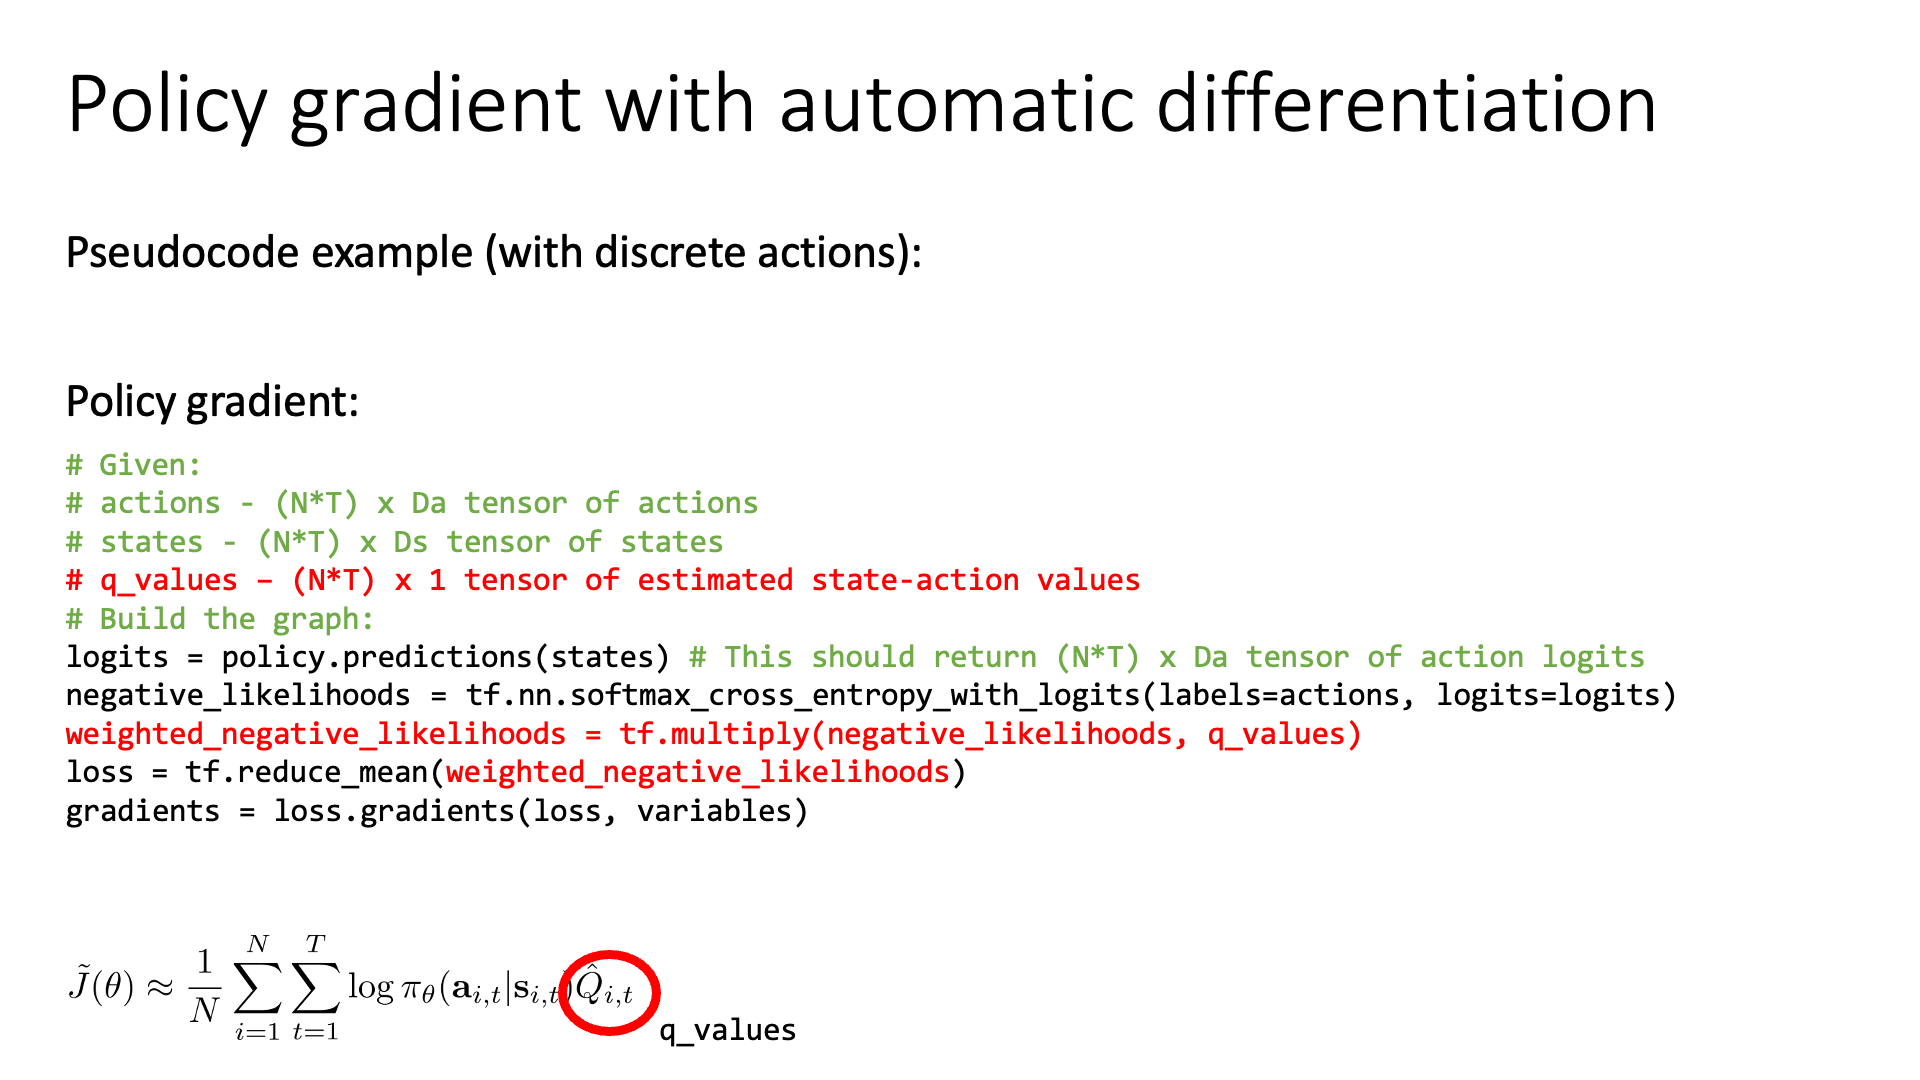 Policy gradient with automatic differentiation
Pseudocode example (with discrete actions):
Policy gradient:
# Given:
# actions - (N*T) x Da tensor of actions
# states - (N*T) x Ds tensor of states
# q_values – (N*T) x 1 tensor of estimated state-action values
# Build the graph:
logits = policy.predictions(states) # This should return (N*T) x Da tensor of action logits
negative_likelihoods = tf.nn.softmax_cross_entropy_with_logits(labels=actions, logits=logits)
weighted_negative_likelihoods = tf.multiply(negative_likelihoods, q_values)
loss = tf.reduce_mean(weighted_negative_likelihoods)
gradients = loss.gradients(loss, variables)
$\tilde{J}(\theta) \approx \frac{1}{N} \sum_{i=1}^{N} \sum_{t=1}^{T} \log \pi_\theta(\mathbf{a}_{i,t}|\mathbf{s}_{i,t}) \hat{Q}_{i,t}$
q_values